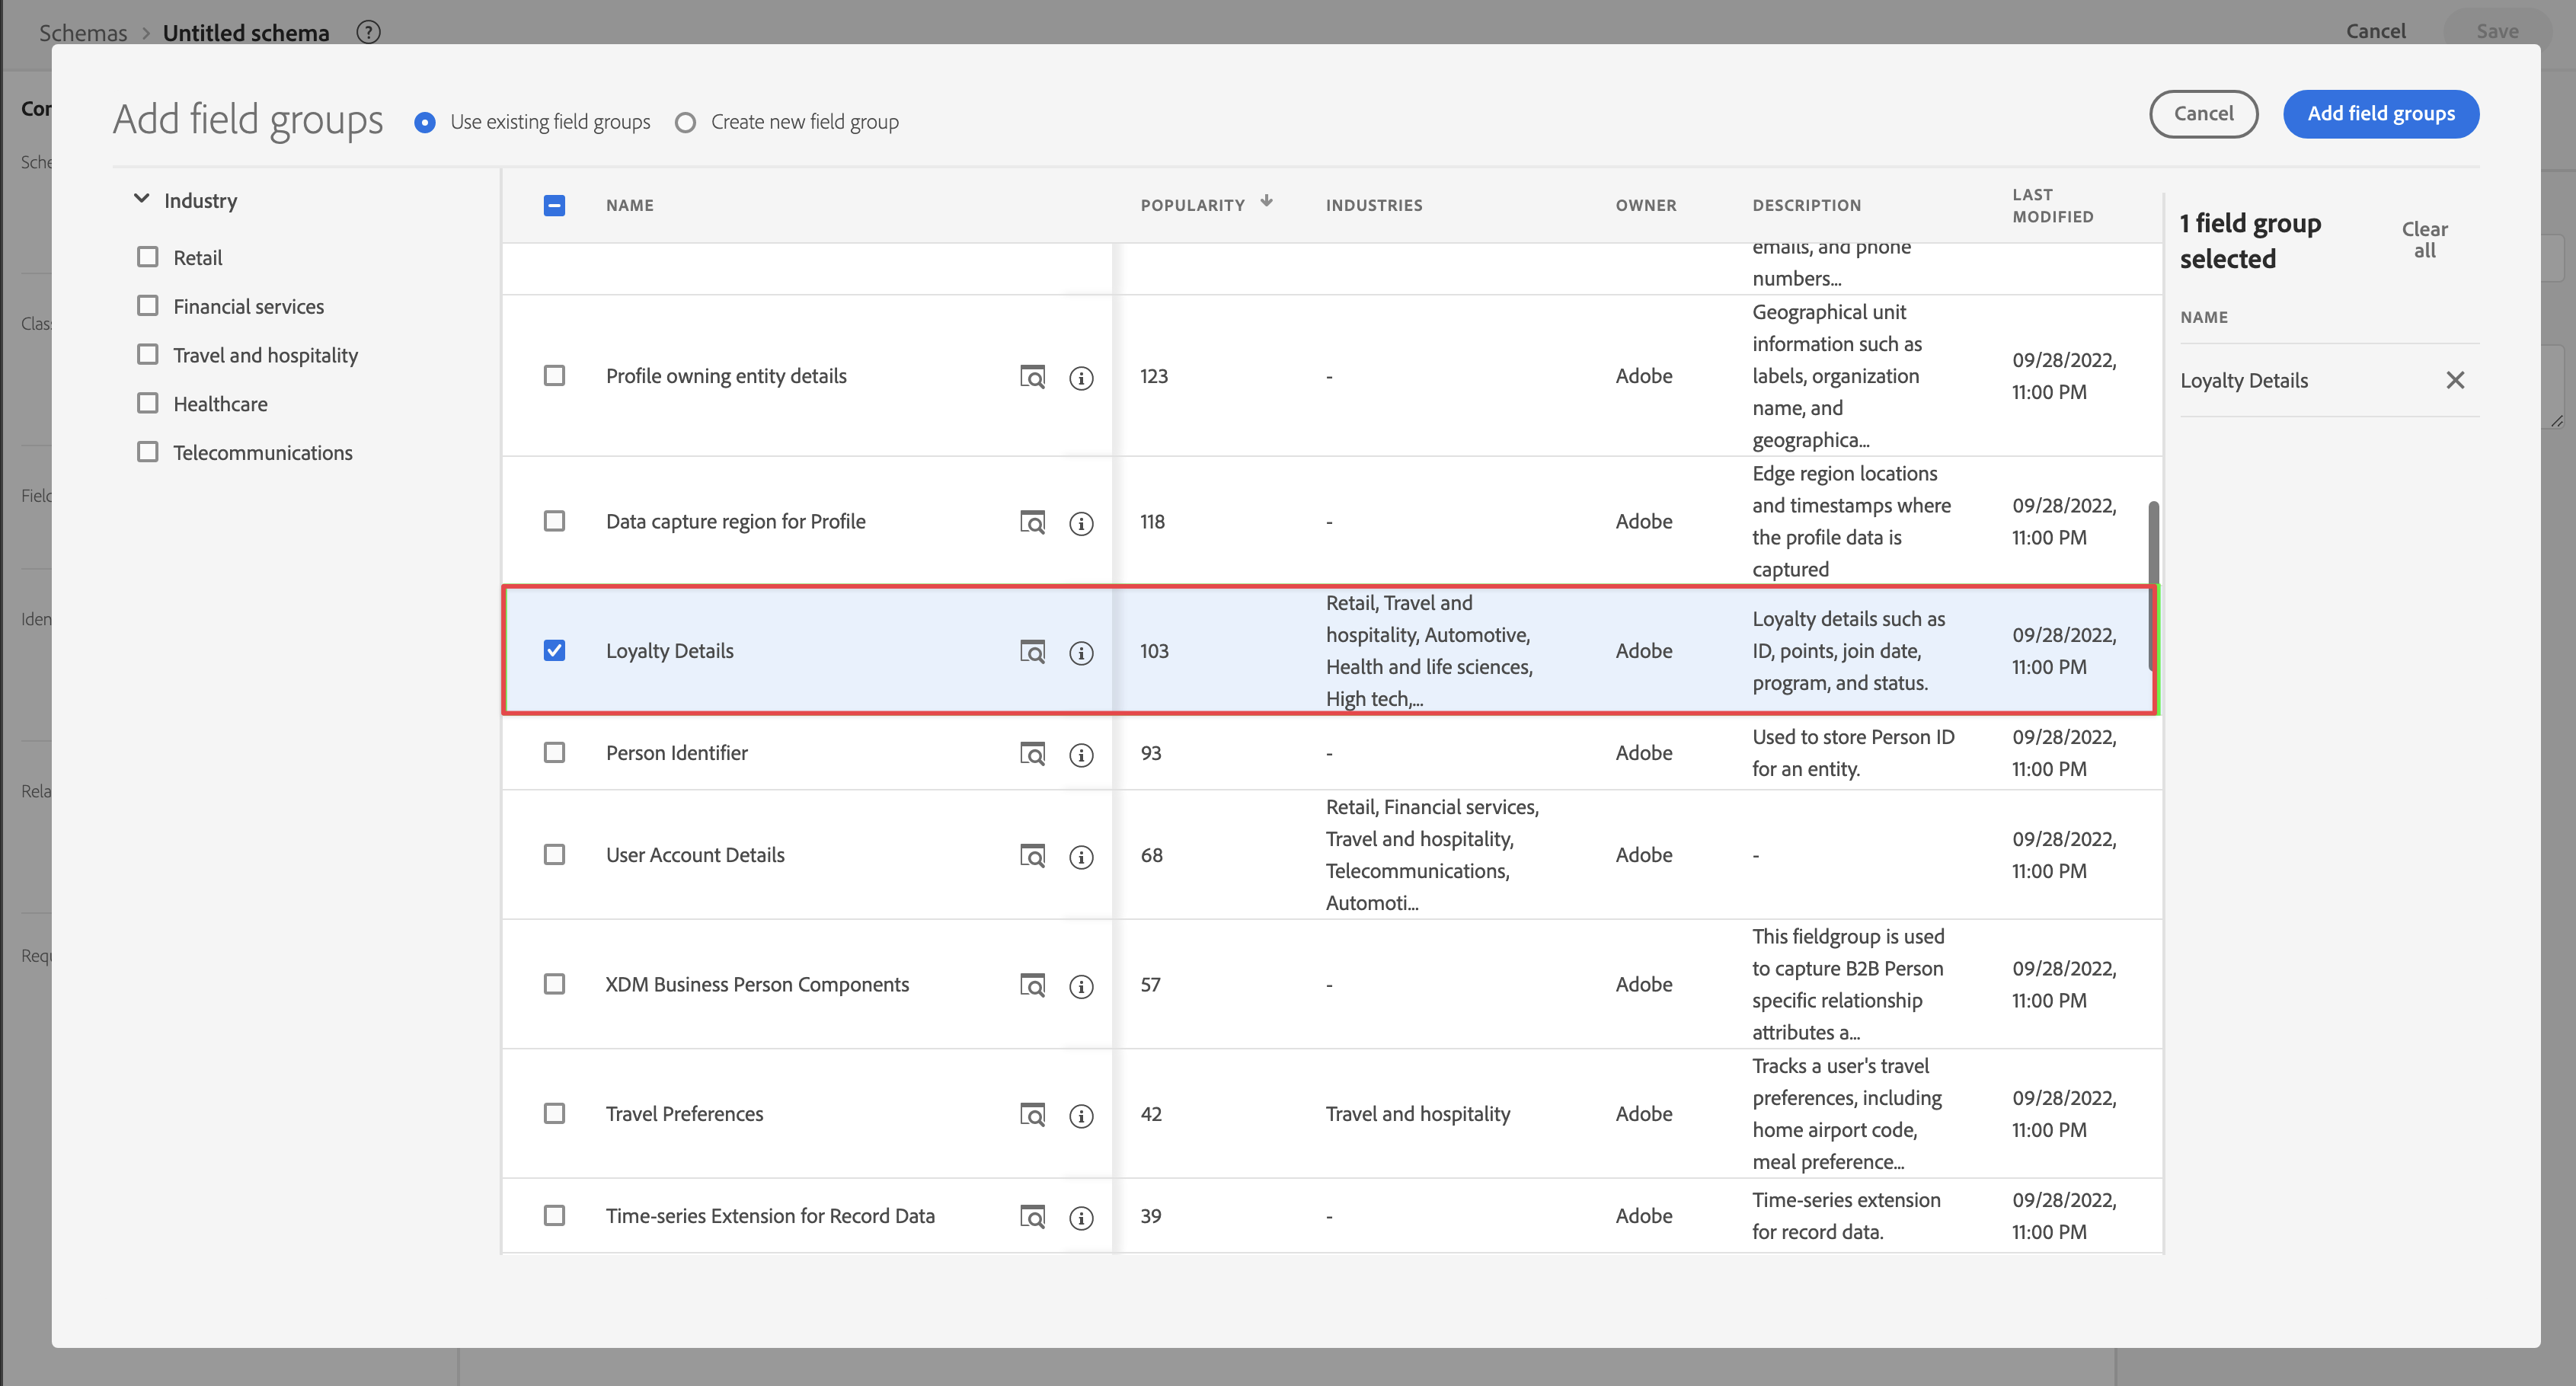 Schemas > Untitled schema ?
Cancel
Save
Add field groups
Use existing field groups
Create new field group
Cancel
Add field groups
Industry
Retail
Financial services
Travel and hospitality
Healthcare
Telecommunications
NAME
POPULARITY
INDUSTRIES
OWNER
DESCRIPTION
LAST
MODIFIED
emails, and phone
numbers...
Profile owning entity details
123
-
Adobe
Geographical unit
information such as
labels, organization
name, and
geographica...
09/28/2022,
11:00 PM
Data capture region for Profile
118
-
Adobe
Edge region locations
and timestamps where
the profile data is
captured
09/28/2022,
11:00 PM
Loyalty Details
103
Retail, Travel and
hospitality, Automotive,
Health and life sciences,
High tech,...
Adobe
Loyalty details such as
ID, points, join date,
program, and status.
09/28/2022,
11:00 PM
Person Identifier
93
-
Adobe
Used to store Person ID
for an entity.
09/28/2022,
11:00 PM
User Account Details
68
Retail, Financial services,
Travel and hospitality,
Telecommunications,
Automoti...
Adobe
-
09/28/2022,
11:00 PM
XDM Business Person Components
57
-
Adobe
This fieldgroup is used
to capture B2B Person
specific relationship
attributes a...
09/28/2022,
11:00 PM
Travel Preferences
42
Travel and hospitality
Adobe
Tracks a user's travel
preferences, including
home airport code,
meal preference...
09/28/2022,
11:00 PM
Time-series Extension for Record Data
39
-
Adobe
Time-series extension
for record data.
09/28/2022,
11:00 PM
1 field group
selected
Clear
all
NAME
Loyalty Details